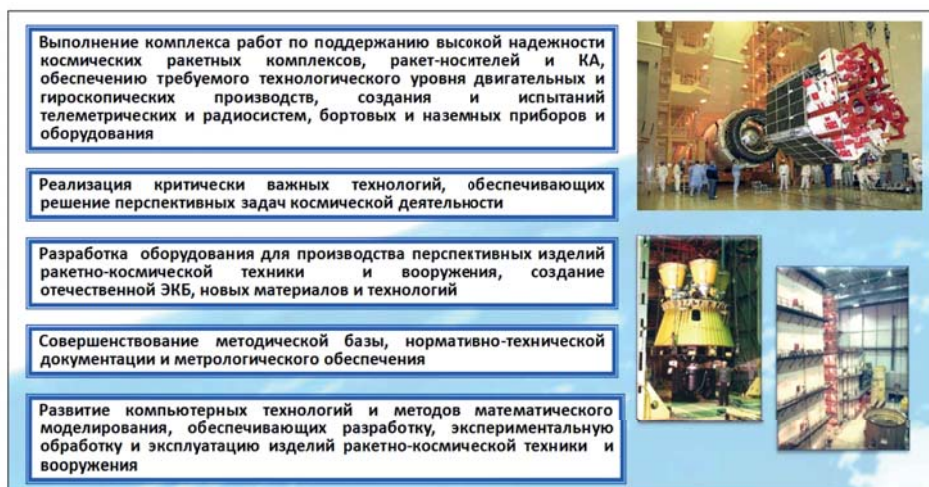 Выполнение комплекса работ по поддержанию высокой надежности
космических ракетных комплексов, ракет-носителей и КА,
обеспечению требуемого технологического уровня двигательных и
гироскопических производств, создания и испытаний
телеметрических и радиосистем, бортовых и наземных приборов и
оборудования
Реализация критически важных технологий, обеспечивающих
решение перспективных задач космической деятельности
Разработка оборудования для производства перспективных изделий
ракетно-космической техники и вооружения, создание
отечественной ЭКБ, новых материалов и технологий
Совершенствование методической базы, нормативно-технической
документации и метрологического обеспечения
Развитие компьютерных технологий и методов математического
моделирования, обеспечивающих разработку, экспериментальную
обработку и эксплуатацию изделий ракетно-космической техники и
вооружения